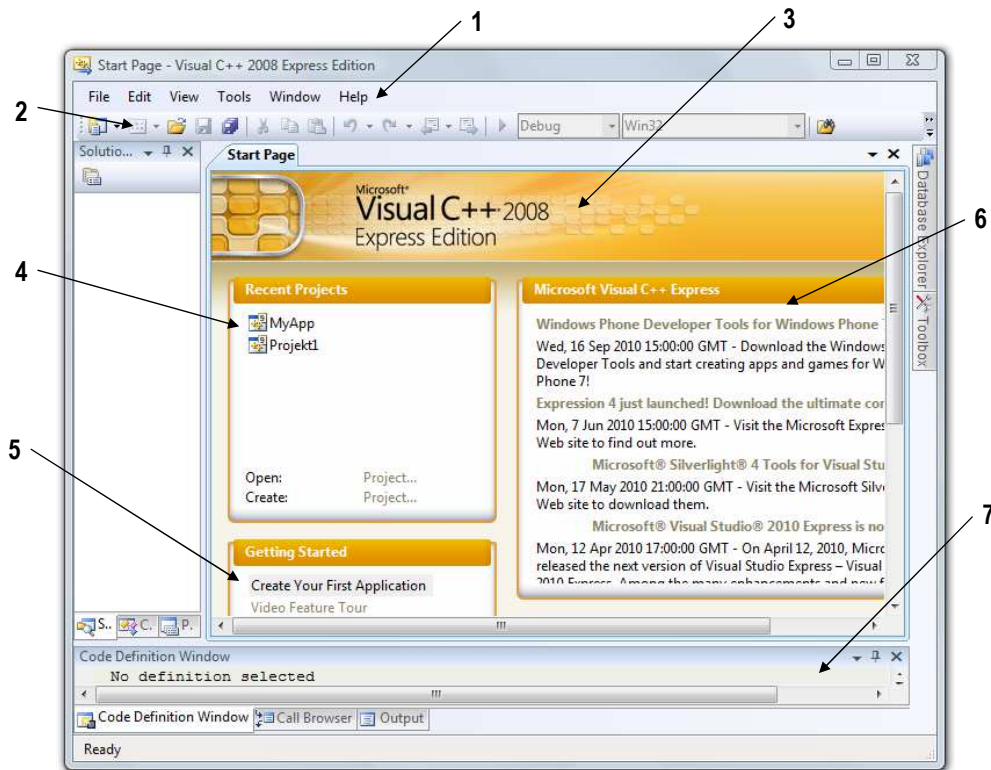 1
3
Start Page - Visual C++ 2008 Express Edition
File Edit View Tools Window Help
2
Debug Win32
Solutio...
Start Page
Database Explorer
Toolbox
Microsoft
Visual C++ 2008
Express Edition
6
4
Recent Projects
MyApp
Projekt1
Open: Project...
Create: Project...
Microsoft Visual C++ Express
Windows Phone Developer Tools for Windows Phone
Wed, 16 Sep 2010 15:00:00 GMT - Download the Windows
Developer Tools and start creating apps and games for W
Phone 7!
Expression 4 just launched! Download the ultimate cor
Mon, 7 Jun 2010 15:00:00 GMT - Visit the Microsoft Expres
Web site to find out more.
Microsoft® Silverlight® 4 Tools for Visual Stu
Mon, 17 May 2010 21:00:00 GMT - Visit the Microsoft Silv
Web site to download them.
Microsoft® Visual Studio® 2010 Express is no
Mon, 12 Apr 2010 17:00:00 GMT - On April 12, 2010, Micro
released the next version of Visual Studio Express – Visual
2010 Express. Among the many enhancements and new f
5
Getting Started
Create Your First Application
Video Feature Tour
7
S.. C. P.
Code Definition Window
No definition selected
Code Definition Window Call Browser Output
Ready